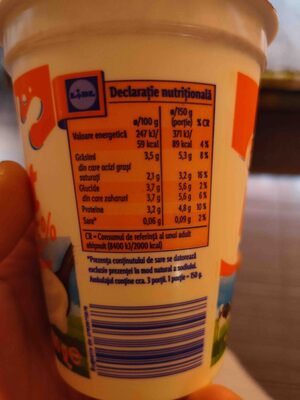 LIDL
Declarație nutrițională
ø/100 g ø/150 g (porție) % CR
Valoare energetică 247 kJ/ 371 kJ/
59 kcal 89 kcal 4 %
Grăsimi 3,5 g 5,3 g 8 %
din care acizi grași
saturați 2,1 g 3,2 g 16 %
Glucide 3,7 g 5,6 g 2 %
din care zaharuri 3,7 g 5,6 g 6 %
Proteine 3,2 g 4,8 g 10 %
Sare* 0,06 g 0,09 g 2 %
CR = Consumul de referință al unui adult
obișnuit (8400 kJ/2000 kcal)
*Prezența conținutului de sare se datorează
exclusiv prezenței în mod natural a sodiului.
Ambalajul conține cca. 3 porții. 1 porție = 150 g.
%
ge